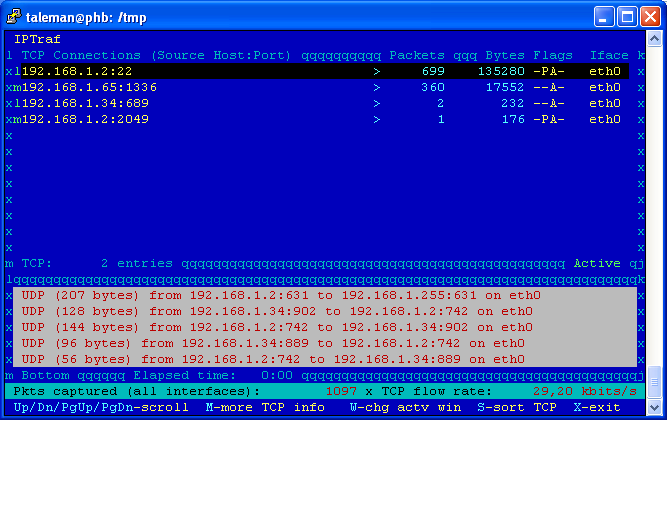 taleman@phb: /tmp
IPTraf
l TCP Connections (Source Host:Port) qqqqqqqqqq Packets qqq Bytes Flags  Iface k
xl192.168.1.2:22                            >     699    135280 -PA-   eth0  x
xm192.168.1.65:1336                         >     360     17552 --A-   eth0  x
xl192.168.1.34:689                          >       2       232 --A-   eth0  x
xm192.168.1.2:2049                          >       1       176 -PA-   eth0  x
x                                                                              x
x                                                                              x
x                                                                              x
x                                                                              x
x                                                                              x
x                                                                              x
x                                                                              x
x                                                                              x
m TCP:      2 entries qqqqqqqqqqqqqqqqqqqqqqqqqqqqqqqqqqqqqqqqqqqqqqqq Active qj
lqqqqqqqqqqqqqqqqqqqqqqqqqqqqqqqqqqqqqqqqqqqqqqqqqqqqqqqqqqqqqqqqqqqqqqqqqqqqqqk
x UDP (207 bytes) from 192.168.1.2:631 to 192.168.1.255:631 on eth0            x
x UDP (128 bytes) from 192.168.1.34:902 to 192.168.1.2:742 on eth0             x
x UDP (144 bytes) from 192.168.1.2:742 to 192.168.1.34:902 on eth0             x
x UDP (96 bytes) from 192.168.1.34:889 to 192.168.1.2:742 on eth0              x
x UDP (56 bytes) from 192.168.1.2:742 to 192.168.1.34:889 on eth0              x
m Bottom qqqqqq Elapsed time:   0:00 qqqqqqqqqqqqqqqqqqqqqqqqqqqqqqqqqqqqqqqqqqj
Pkts captured (all interfaces):        1097 x TCP flow rate:     29,20 kbits/s
Up/Dn/PgUp/PgDn-scroll  M-more TCP info   W-chg actv win  S-sort TCP  X-exit